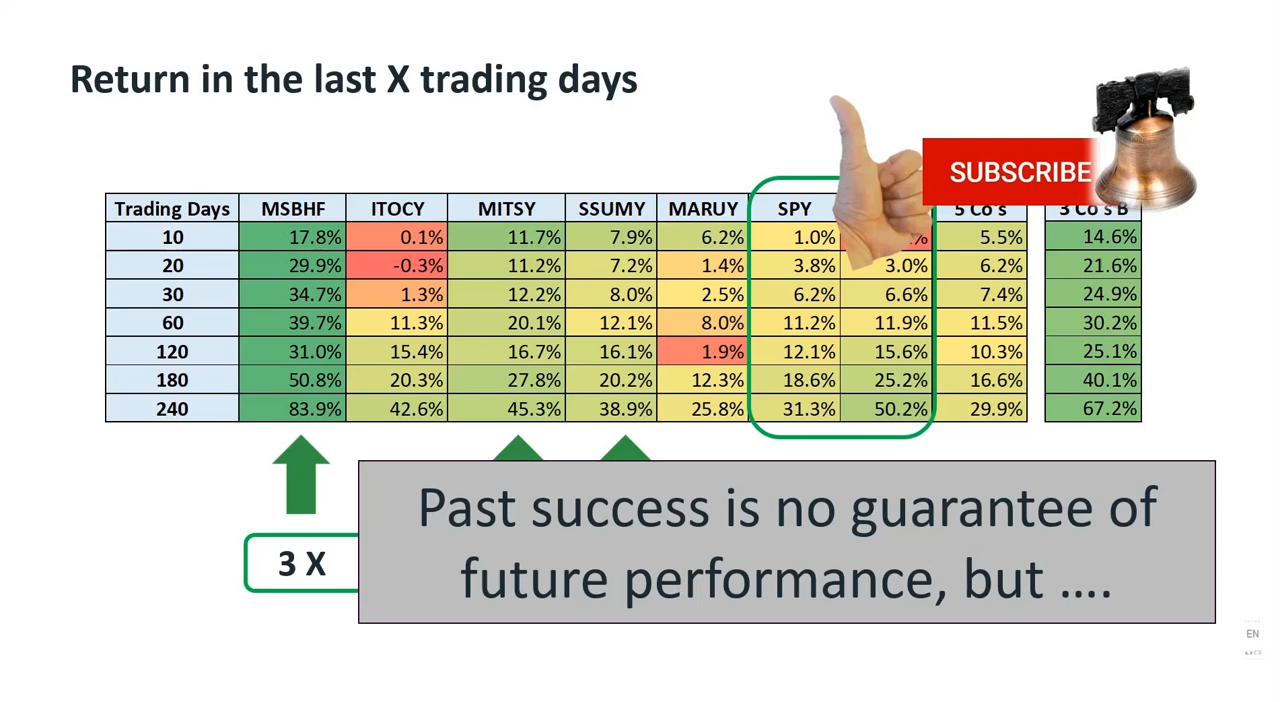 Return in the last X trading days
SUBSCRIBE
Trading Days MSBHF ITOCY MITSY SSUMY MARUY SPY 5 Co's 3 Co's B
10 17.8% 0.1% 11.7% 7.9% 6.2% 1.0% % 5.5% 14.6%
20 29.9% -0.3% 11.2% 7.2% 1.4% 3.8% 3.0% 6.2% 21.6%
30 34.7% 1.3% 12.2% 8.0% 2.5% 6.2% 6.6% 7.4% 24.9%
60 39.7% 11.3% 20.1% 12.1% 8.0% 11.2% 11.9% 11.5% 30.2%
120 31.0% 15.4% 16.7% 16.1% 1.9% 12.1% 15.6% 10.3% 25.1%
180 50.8% 20.3% 27.8% 20.2% 12.3% 18.6% 25.2% 16.6% 40.1%
240 83.9% 42.6% 45.3% 38.9% 25.8% 31.3% 50.2% 29.9% 67.2%
Past success is no guarantee of
future performance, but ....
3 X
EN